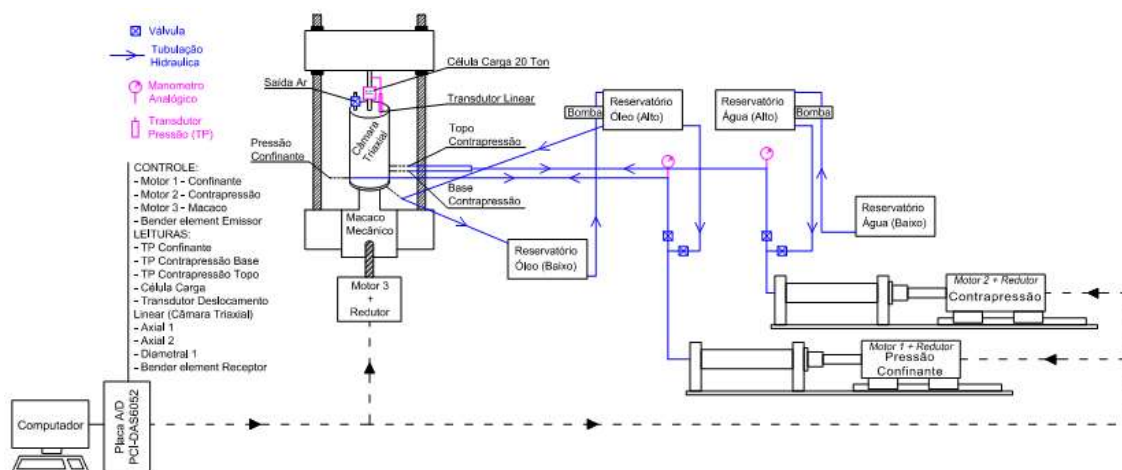 Válvula
Tubulação
Hidraulica
Manometro
Analógico
Transdutor
Pressão (TP)
CONTROLE:
- Motor 1 - Confinante
- Motor 2 - Contrapressão
- Motor 3 - Macaco
- Bender element Emissor
LEITURAS:
- TP Confinante
- TP Contrapressão Base
- TP Contrapressão Topo
- Célula Carga
- Transdutor Deslocamento
Linear (Câmara Triaxial)
- Axial 1
- Axial 2
- Diametral 1
- Bender element Receptor
Computador
Placa A/D
PCI-DAS6052
Saída Ar
Célula Carga 20 Ton
Transdutor Linear
Câmara
Triaxial
Pressão
Confinante
Topo
Contrapressão
Base
Contrapressão
Macaco
Mecânico
Motor 3
+
Redutor
Bomba
Reservatório
Óleo (Alto)
Reservatório
Óleo (Baixo)
Reservatório
Água (Alto)
Bomba
Reservatório
Água (Baixo)
Motor 2 + Redutor
Contrapressão
Motor 1 + Redutor
Pressão
Confinante